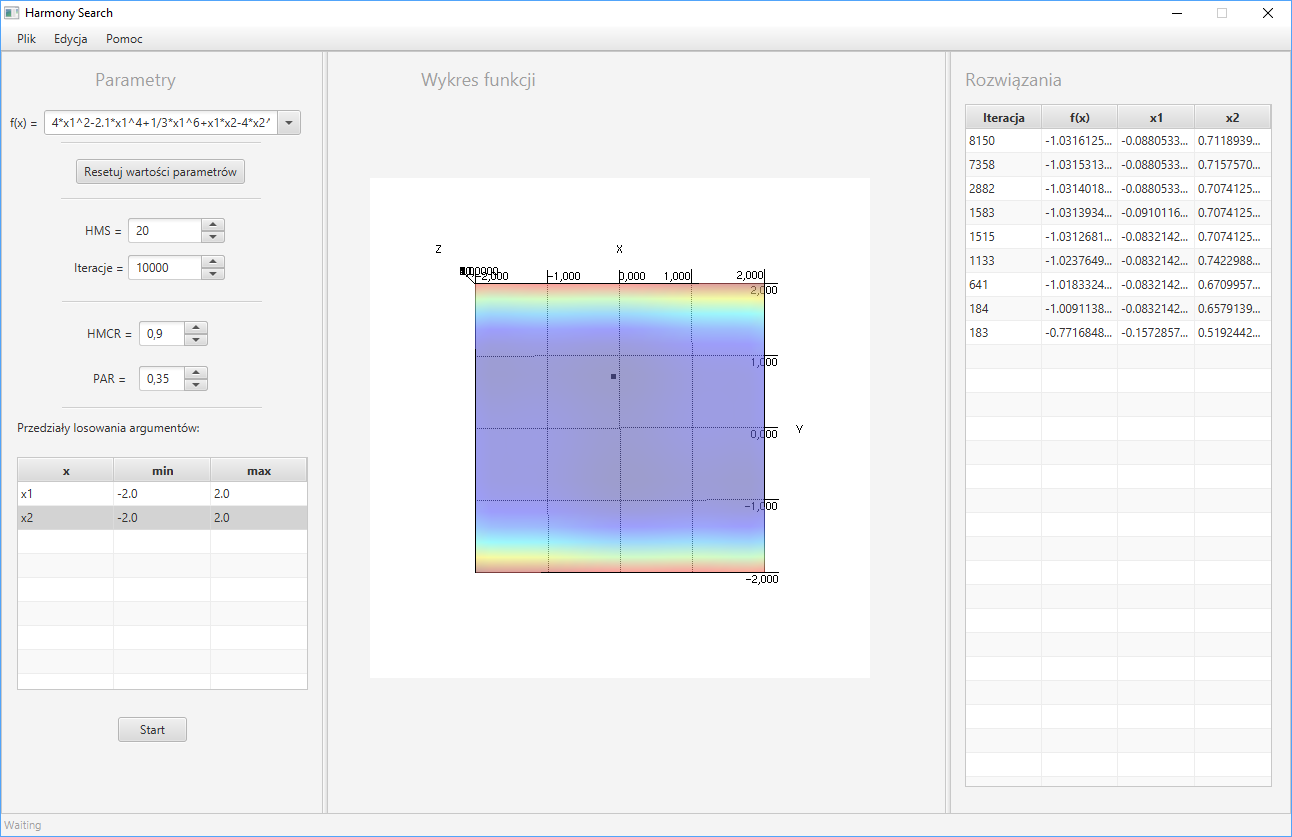 Harmony Search
Plik Edycja Pomoc
Parametry
f(x) = 4*x1^2-2.1*x1^4+1/3*x1^6+x1*x2-4*x2^
Resetuj wartości parametrów
HMS = 20
Iteracje = 10000
HMCR = 0,9
PAR = 0,35
Przedziały losowania argumentów:
x min max
x1 -2.0 2.0
x2 -2.0 2.0
Start
Wykres funkcji
Z X
−2,000 −1,000 0,000 1,000 2,000
2,000
1,000
0,000 Y
−1,000
−2,000
Rozwiązania
Iteracja f(x) x1 x2
8150 -1.0316125... -0.0880533... 0.7118939...
7358 -1.0315313... -0.0880533... 0.7157570...
2882 -1.0314018... -0.0880533... 0.7074125...
1583 -1.0313934... -0.0910116... 0.7074125...
1515 -1.0312681... -0.0832142... 0.7074125...
1133 -1.0237649... -0.0832142... 0.7422988...
641 -1.0183324... -0.0832142... 0.6709957...
184 -1.0091138... -0.0832142... 0.6579139...
183 -0.7716848... -0.1572857... 0.5192442...
Waiting